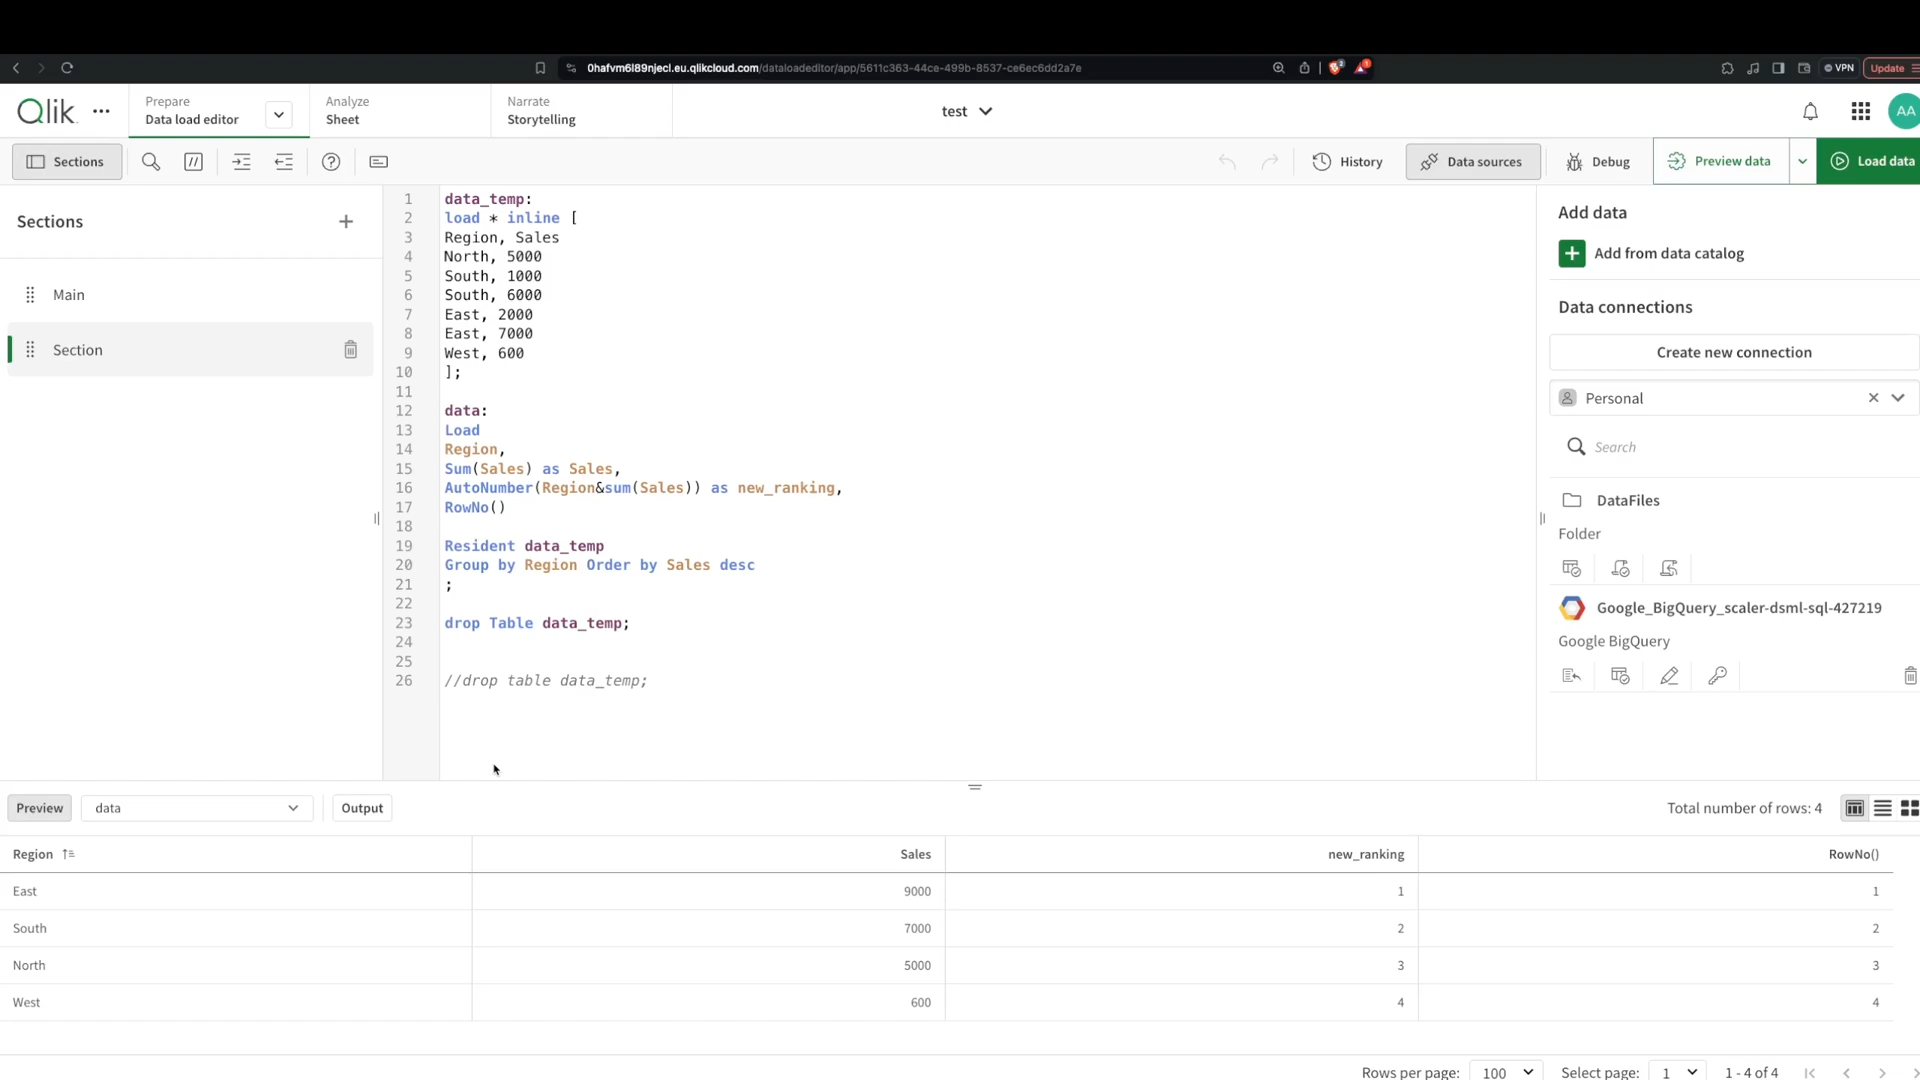 0hafvm6l89njecl.eu.qlikcloud.com/dataloadeditor/app/5611c363-44ce-499b-8537-ce6ec6dd2a7e
VPN
Update
Qlik
Prepare
Data load editor
Analyze
Sheet
Narrate
Storytelling
test
AA
Sections
History
Data sources
Debug
Preview data
Load data
Sections
Main
Section
1 data_temp:
2 load * inline [
3 Region, Sales
4 North, 5000
5 South, 1000
6 South, 6000
7 East, 2000
8 East, 7000
9 West, 600
10 ];
11
12 data:
13 Load
14 Region,
15 Sum(Sales) as Sales,
16 AutoNumber(Region&sum(Sales)) as new_ranking,
17 RowNo()
18
19 Resident data_temp
20 Group by Region Order by Sales desc
21 ;
22
23 drop Table data_temp;
24
25
26 //drop table data_temp;
Add data
Add from data catalog
Data connections
Create new connection
Personal
Search
DataFiles
Folder
Google_BigQuery_scaler-dsml-sql-427219
Google BigQuery
Preview
data
Output
Total number of rows: 4
Region Sales new_ranking RowNo()
East 9000 1 1
South 7000 2 2
North 5000 3 3
West 600 4 4
Rows per page: 100 Select page: 1 1 - 4 of 4